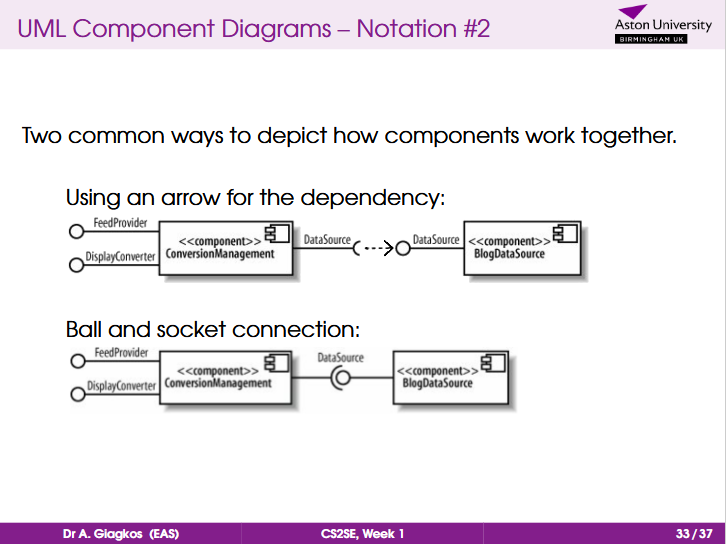 UML Component Diagrams – Notation #2
Aston University
BIRMINGHAM UK
Two common ways to depict how components work together.
Using an arrow for the dependency:
FeedProvider
DisplayConverter
<<component>>
ConversionManagement
DataSource
DataSource
<<component>>
BlogDataSource
Ball and socket connection:
FeedProvider
DisplayConverter
<<component>>
ConversionManagement
DataSource
<<component>>
BlogDataSource
Dr A. Giagkos (EAS)
CS2SE, Week 1
33/37